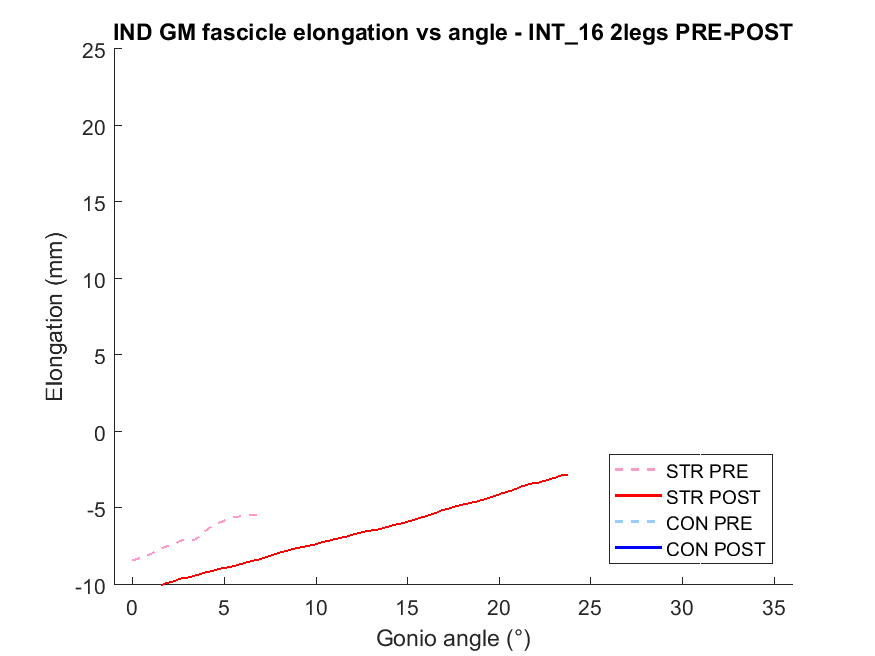 IND GM fascicle elongation vs angle - INT_16 2legs PRE-POST
25
20
15
10
5
0
-5
-10
Elongation (mm)
0 5 10 15 20 25 30 35
Gonio angle (°)
STR PRE
STR POST
CON PRE
CON POST